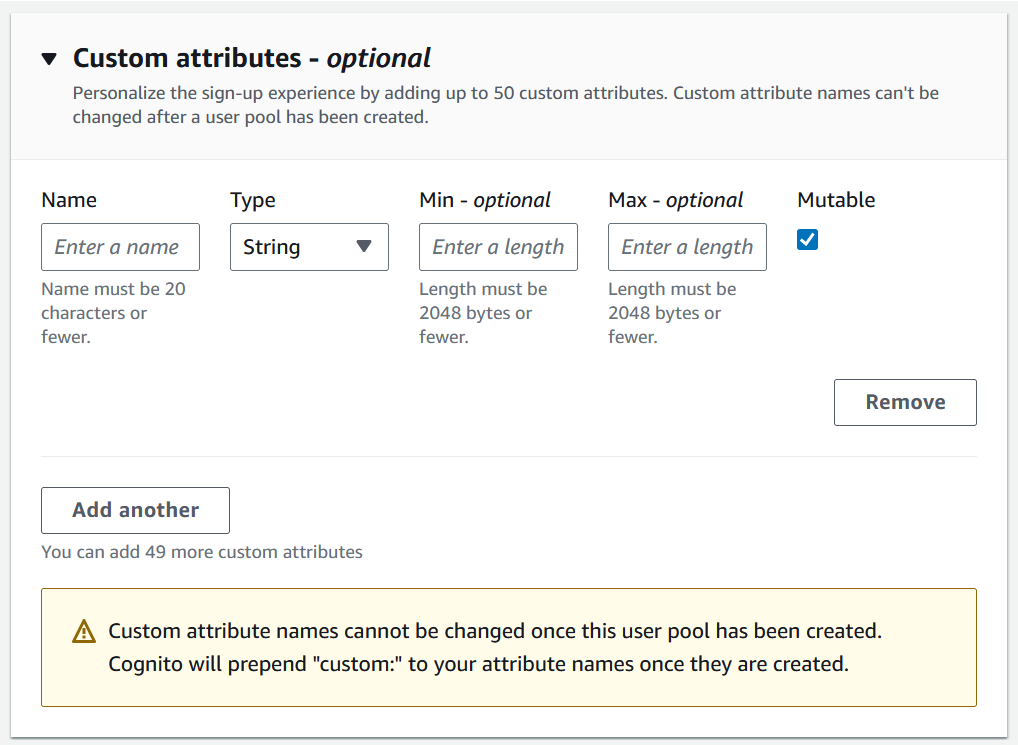 Custom attributes - optional
Personalize the sign-up experience by adding up to 50 custom attributes. Custom attribute names can't be
changed after a user pool has been created.
Name Type Min - optional Max - optional Mutable
Enter a name String Enter a length Enter a length
Name must be 20 Length must be Length must be
characters or 2048 bytes or 2048 bytes or
fewer. fewer. fewer.
Remove
Add another
You can add 49 more custom attributes
Custom attribute names cannot be changed once this user pool has been created.
Cognito will prepend "custom:" to your attribute names once they are created.